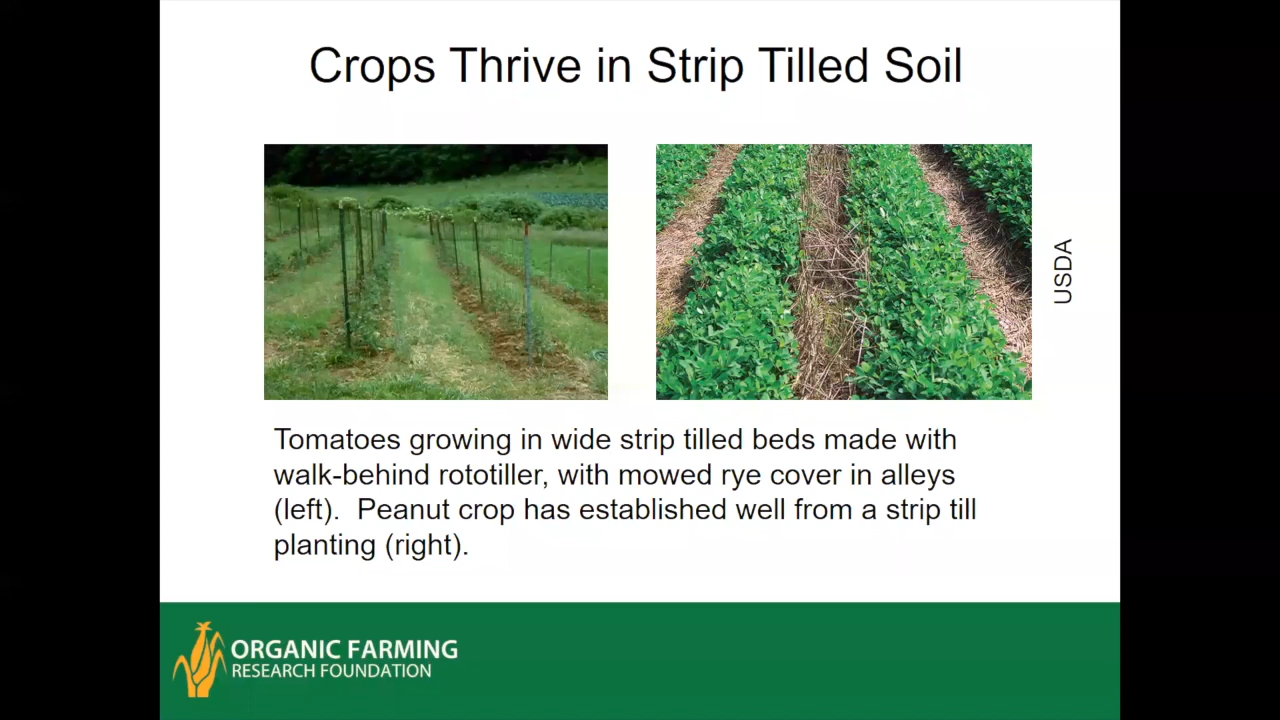 Crops Thrive in Strip Tilled Soil
USDA
Tomatoes growing in wide strip tilled beds made with
walk-behind rototiller, with mowed rye cover in alleys
(left).  Peanut crop has established well from a strip till
planting (right).
ORGANIC FARMING
RESEARCH FOUNDATION